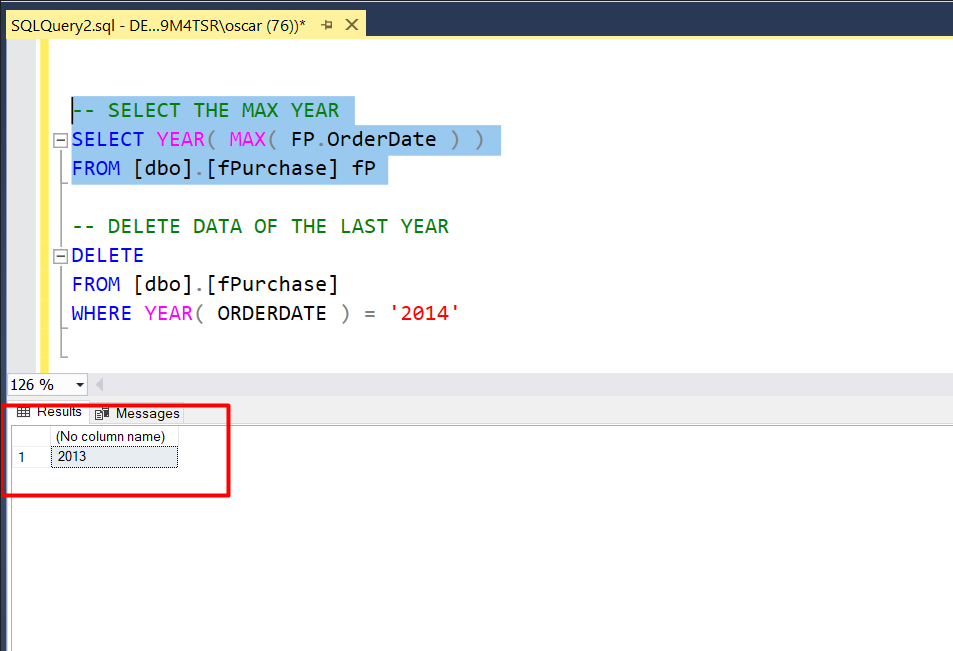 SQLQuery2.sql - DE...9M4TSR\oscar (76))*
-- SELECT THE MAX YEAR
SELECT YEAR( MAX( FP.OrderDate ) )
FROM [dbo].[fPurchase] fP
-- DELETE DATA OF THE LAST YEAR
DELETE
FROM [dbo].[fPurchase]
WHERE YEAR( ORDERDATE ) = '2014'
126 %
Results Messages
(No column name)
1 2013